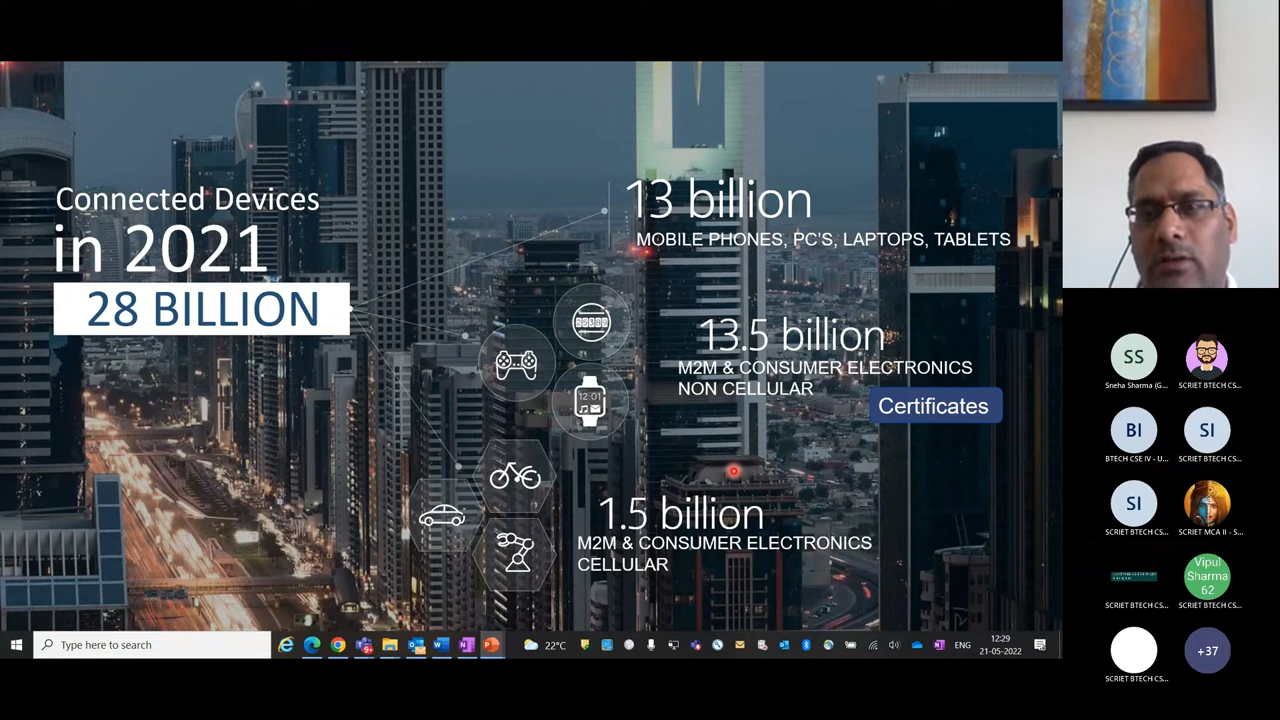 Connected Devices
in 2021
28 BILLION
13 billion
MOBILE PHONES, PC'S, LAPTOPS, TABLETS
13.5 billion
M2M & CONSUMER ELECTRONICS
NON CELLULAR
Certificates
12:01
1.5 billion
M2M & CONSUMER ELECTRONICS
CELLULAR
Type here to search
22°C
ENG
12:29
21-05-2022
SS
Sneha Sharma (G...
SCRIET BTECH CS...
BI
BTECH CSE IV - U...
SI
SCRIET BTECH CS...
SI
SCRIET BTECH CS...
SCRIET MCA II - S...
SCRIET BTECH CS...
Vipul
Sharma
62
SCRIET BTECH CS...
SCRIET BTECH CS...
+37